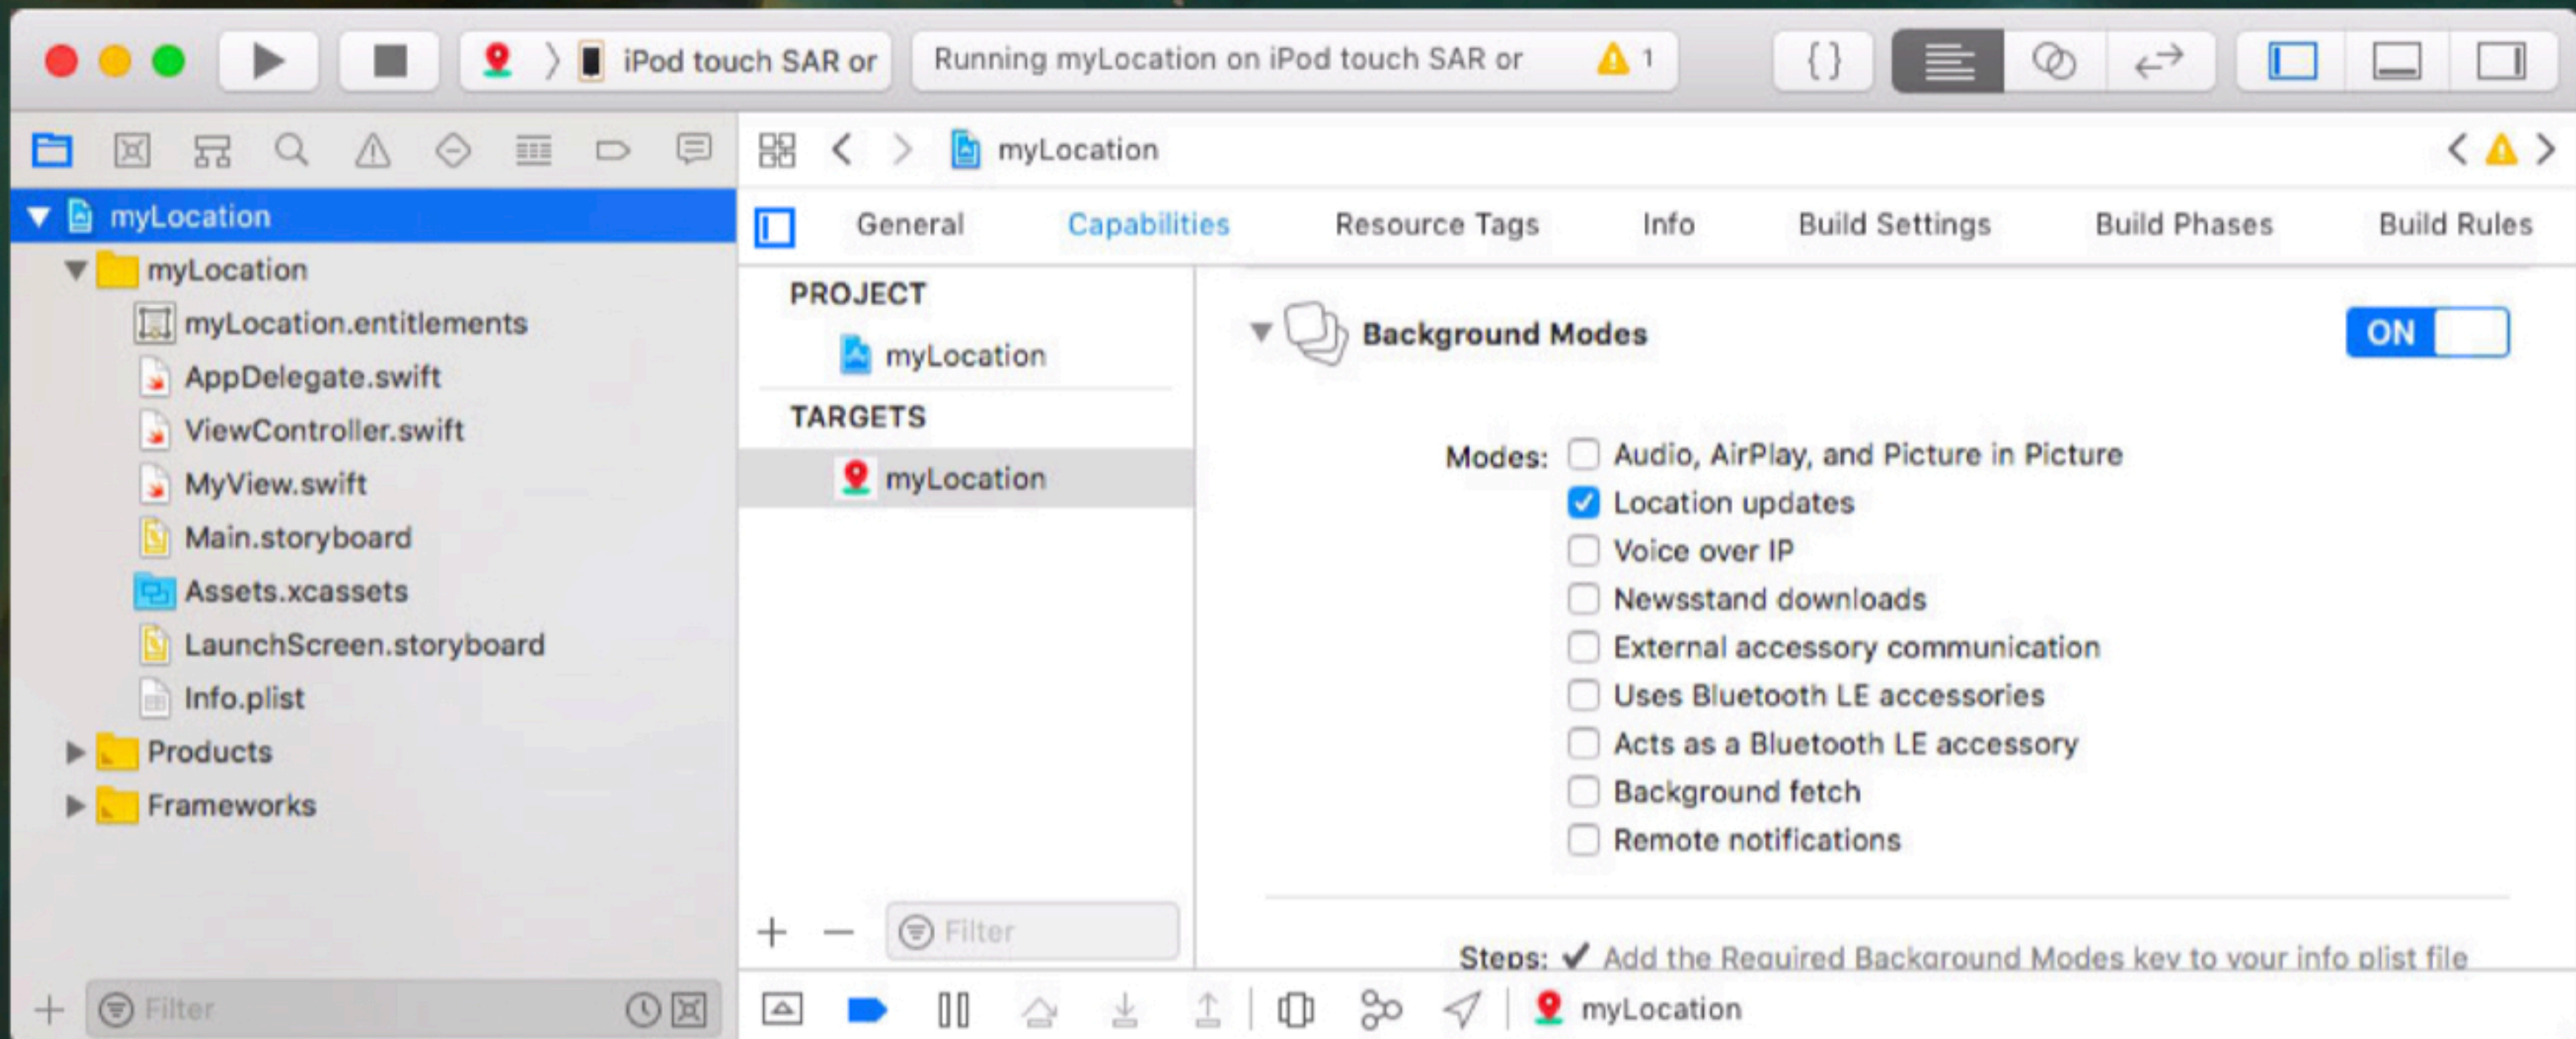 iPod touch SAR or
Running myLocation on iPod touch SAR or
1
{ }
myLocation
myLocation
myLocation.entitlements
AppDelegate.swift
ViewController.swift
MyView.swift
Main.storyboard
Assets.xcassets
LaunchScreen.storyboard
Info.plist
Products
Frameworks
Filter
myLocation
General
Capabilities
Resource Tags
Info
Build Settings
Build Phases
Build Rules
PROJECT
myLocation
TARGETS
myLocation
Filter
Background Modes
ON
Modes:
Audio, AirPlay, and Picture in Picture
Location updates
Voice over IP
Newsstand downloads
External accessory communication
Uses Bluetooth LE accessories
Acts as a Bluetooth LE accessory
Background fetch
Remote notifications
Steps: ✓ Add the Required Background Modes key to your info plist file
myLocation